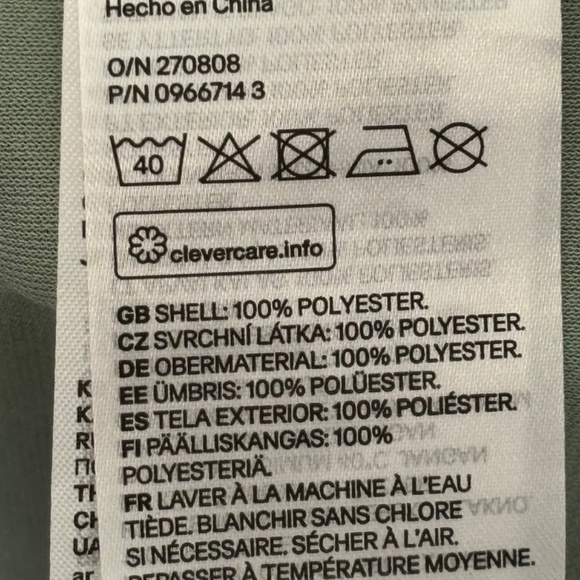 Hecho en China
O/N 270808
P/N 0966714 3
40
clevercare.info
GB SHELL: 100% POLYESTER.
CZ SVRCHNÍ LÁTKA: 100% POLYESTER.
DE OBERMATERIAL: 100% POLYESTER.
EE ÜMBRIS: 100% POLÜESTER.
ES TELA EXTERIOR: 100% POLIÉSTER.
FI PÄÄLLISKANGAS: 100%
POLYESTERIÄ.
FR LAVER À LA MACHINE À L'EAU
TIÈDE. BLANCHIR SANS CHLORE
SI NÉCESSAIRE. SÉCHER À L'AIR.
REPASSER À TEMPÉRATURE MOYENNE.